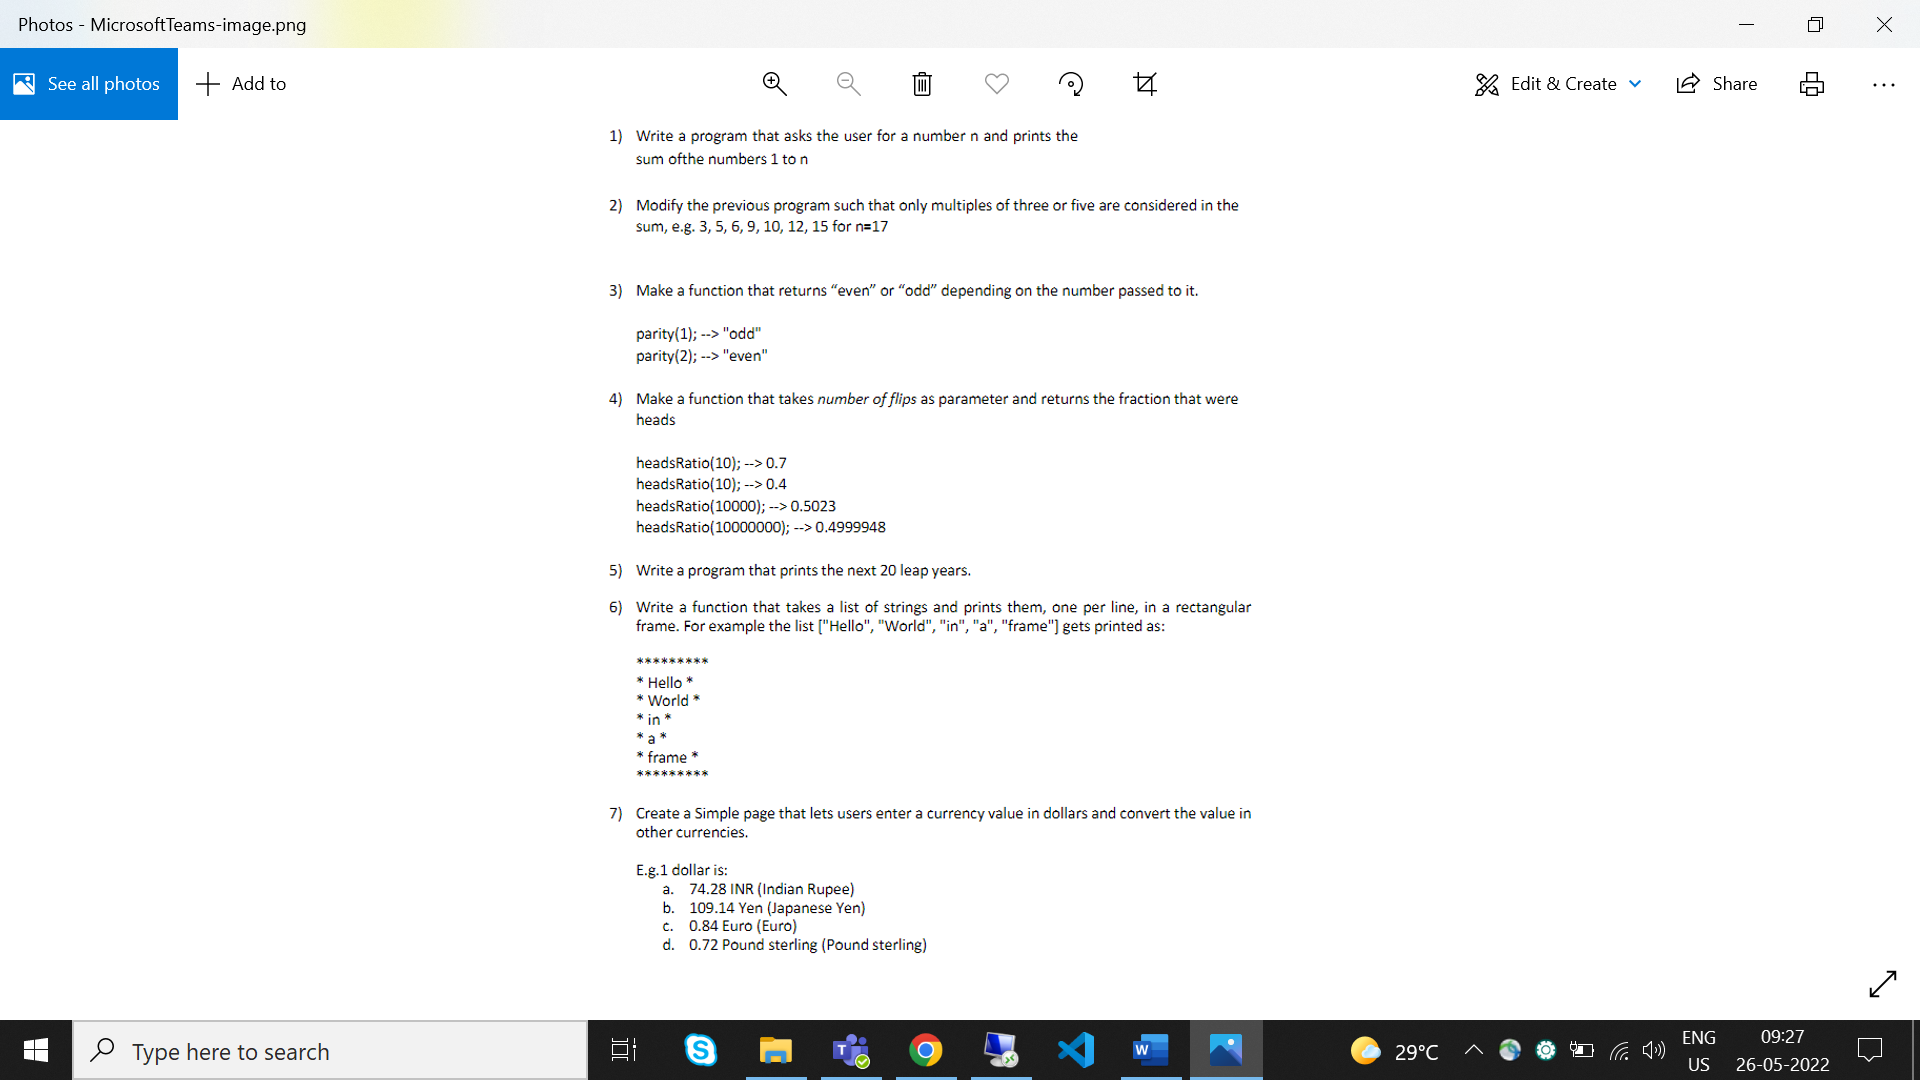 Photos - MicrosoftTeams-image.png
See all photos
Add to
Edit & Create
Share
1) Write a program that asks the user for a number n and prints the
sum ofthe numbers 1 to n
2) Modify the previous program such that only multiples of three or five are considered in the
sum, e.g. 3, 5, 6, 9, 10, 12, 15 for n=17
3) Make a function that returns “even” or “odd” depending on the number passed to it.
parity(1); --> "odd"
parity(2); --> "even"
4) Make a function that takes number of flips as parameter and returns the fraction that were
heads
headsRatio(10); --> 0.7
headsRatio(10); --> 0.4
headsRatio(10000); --> 0.5023
headsRatio(10000000); --> 0.4999948
5) Write a program that prints the next 20 leap years.
6) Write a function that takes a list of strings and prints them, one per line, in a rectangular
frame. For example the list ["Hello", "World", "in", "a", "frame"] gets printed as:
*********
* Hello *
* World *
* in *
* a *
* frame *
*********
7) Create a Simple page that lets users enter a currency value in dollars and convert the value in
other currencies.
E.g.1 dollar is:
a. 74.28 INR (Indian Rupee)
b. 109.14 Yen (Japanese Yen)
c. 0.84 Euro (Euro)
d. 0.72 Pound sterling (Pound sterling)
Type here to search
29°C
ENG
US
09:27
26-05-2022